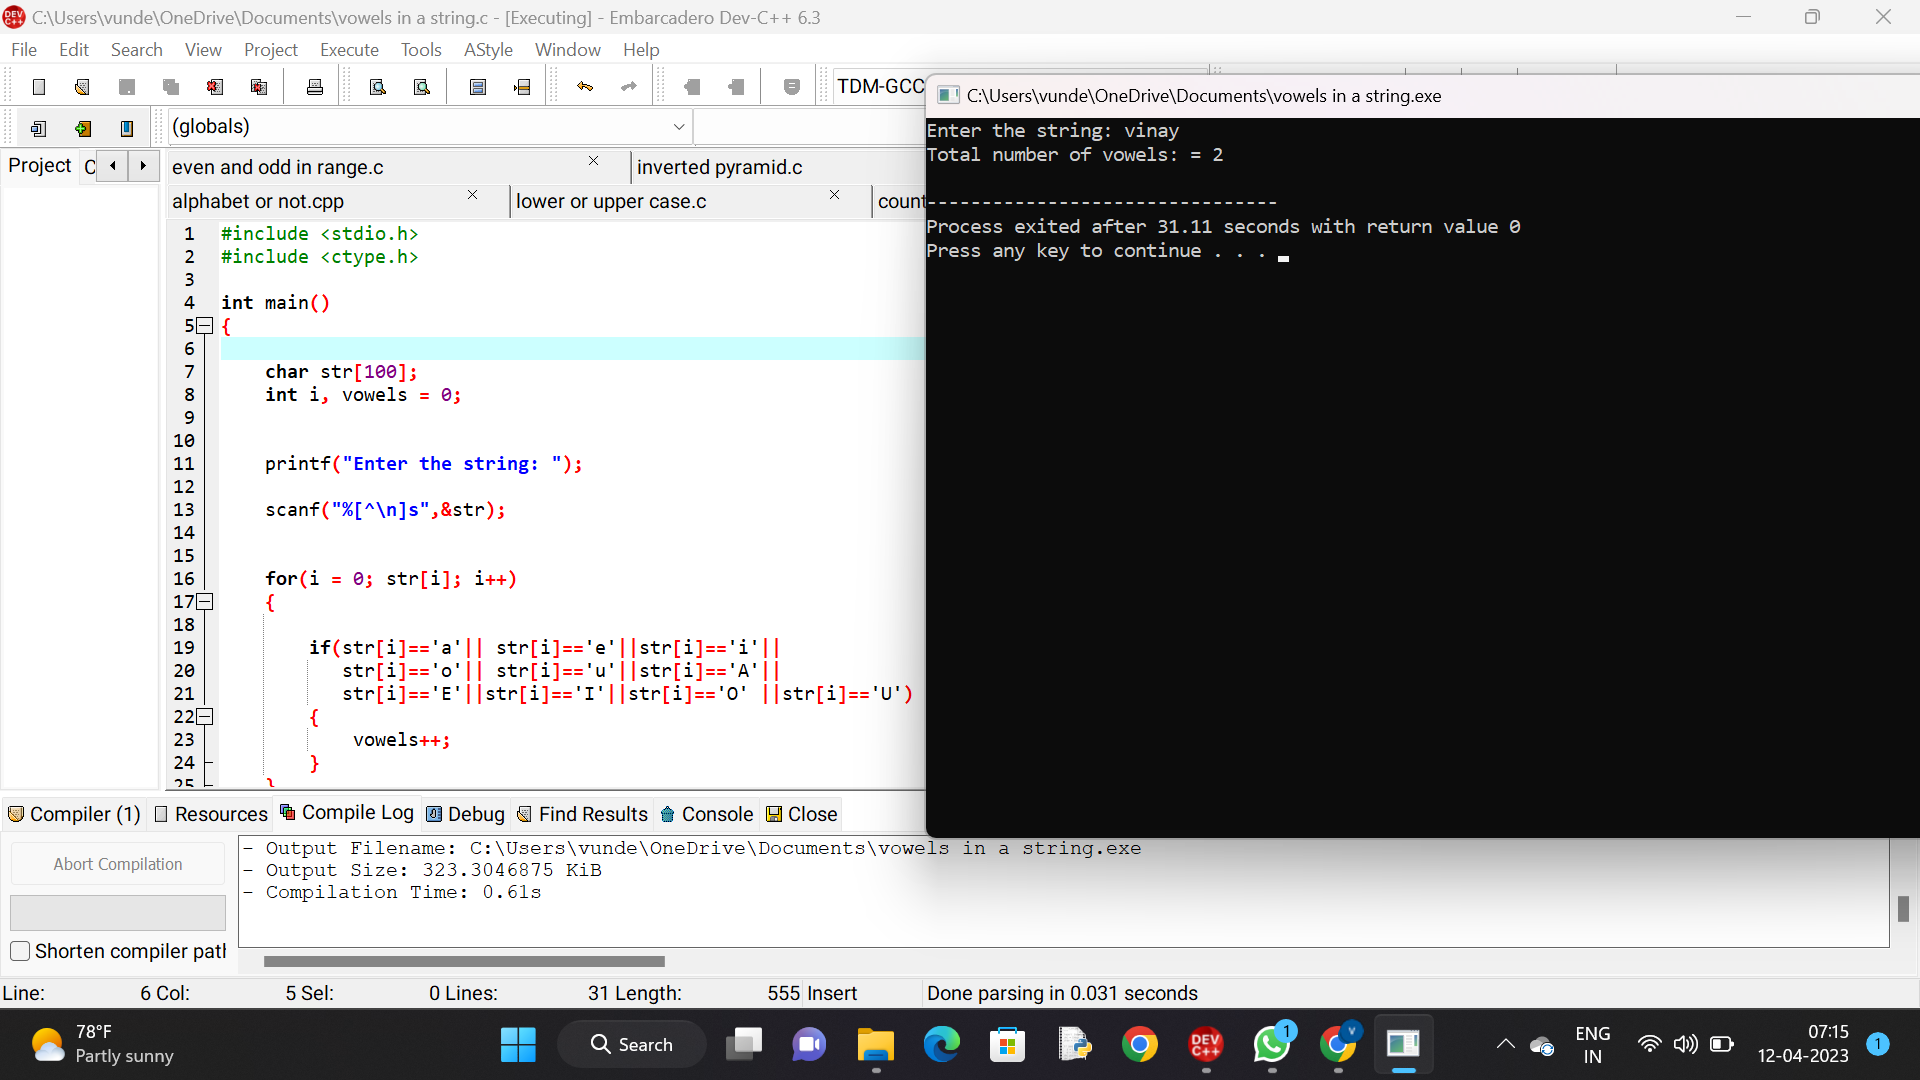 C:\Users\vunde\OneDrive\Documents\vowels in a string.c - [Executing] - Embarcadero Dev-C++ 6.3
File Edit Search View Project Execute Tools AStyle Window Help
TDM-GCC
(globals)
Project
even and odd in range.c
inverted pyramid.c
alphabet or not.cpp
lower or upper case.c
count
1 #include <stdio.h>
2 #include <ctype.h>
3
4 int main()
5 {
6
7 char str[100];
8 int i, vowels = 0;
9
10
11 printf("Enter the string: ");
12
13 scanf("%[^\n]s",&str);
14
15
16 for(i = 0; str[i]; i++)
17 {
18
19 if(str[i]=='a'|| str[i]=='e'||str[i]=='i'||
20 str[i]=='o'|| str[i]=='u'||str[i]=='A'||
21 str[i]=='E'||str[i]=='I'||str[i]=='O' ||str[i]=='U')
22 {
23 vowels++;
24 }
25 }
C:\Users\vunde\OneDrive\Documents\vowels in a string.exe
Enter the string: vinay
Total number of vowels: = 2
--------------------------------
Process exited after 31.11 seconds with return value 0
Press any key to continue . . .
Compiler (1) Resources Compile Log Debug Find Results Console Close
Abort Compilation
Shorten compiler path
- Output Filename: C:\Users\vunde\OneDrive\Documents\vowels in a string.exe
- Output Size: 323.3046875 KiB
- Compilation Time: 0.61s
Line: 6 Col: 5 Sel: 0 Lines: 31 Length: 555 Insert Done parsing in 0.031 seconds
78°F
Partly sunny
Search
DEV C++
1
V
ENG
IN
07:15
12-04-2023
1